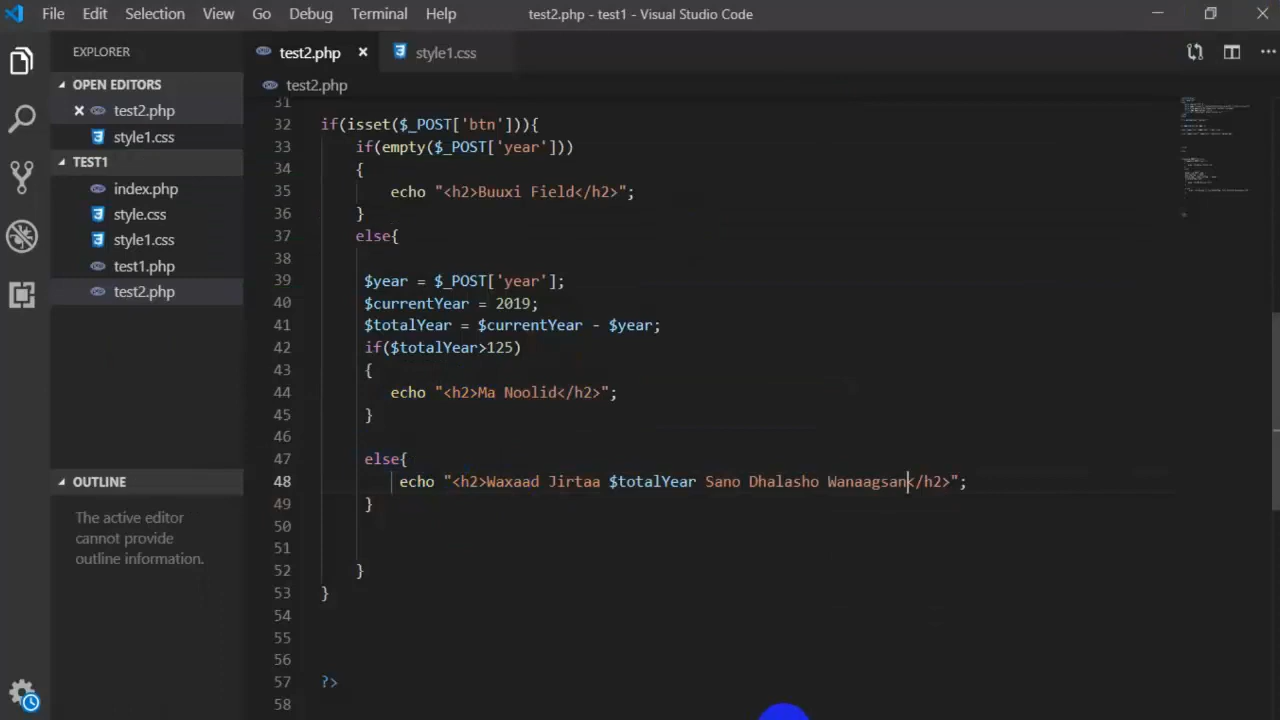 File Edit Selection View Go Debug Terminal Help
test2.php - test1 - Visual Studio Code
EXPLORER
OPEN EDITORS
test2.php
style1.css
TEST1
index.php
style.css
style1.css
test1.php
test2.php
OUTLINE
The active editor
cannot provide
outline information.
test2.php
style1.css
test2.php
31
32 if(isset($_POST['btn'])){
33 if(empty($_POST['year']))
34 {
35 echo "<h2>Buuxi Field</h2>";
36 }
37 else{
38
39 $year = $_POST['year'];
40 $currentYear = 2019;
41 $totalYear = $currentYear - $year;
42 if($totalYear>125)
43 {
44 echo "<h2>Ma Noolid</h2>";
45 }
46
47 else{
48 echo "<h2>Waxaad Jirtaa $totalYear Sano Dhalasho Wanaagsan</h2>";
49 }
50
51
52 }
53 }
54
55
56
57 ?>
58